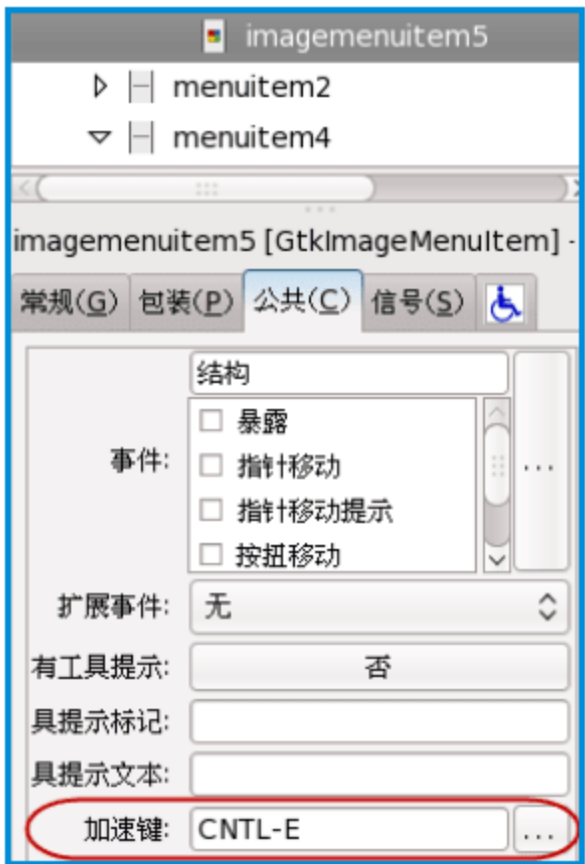 imagemenuitem5
menuitem2
menuitem4
imagemenuitem5 [GtkImageMenuItem] -
常规(G) 包装(P) 公共(C) 信号(S)
结构
暴露
事件: 指针移动 ...
指针移动提示
按扭移动
扩展事件: 无
有工具提示: 否
具提示标记:
具提示文本:
加速键: CNTL-E ...